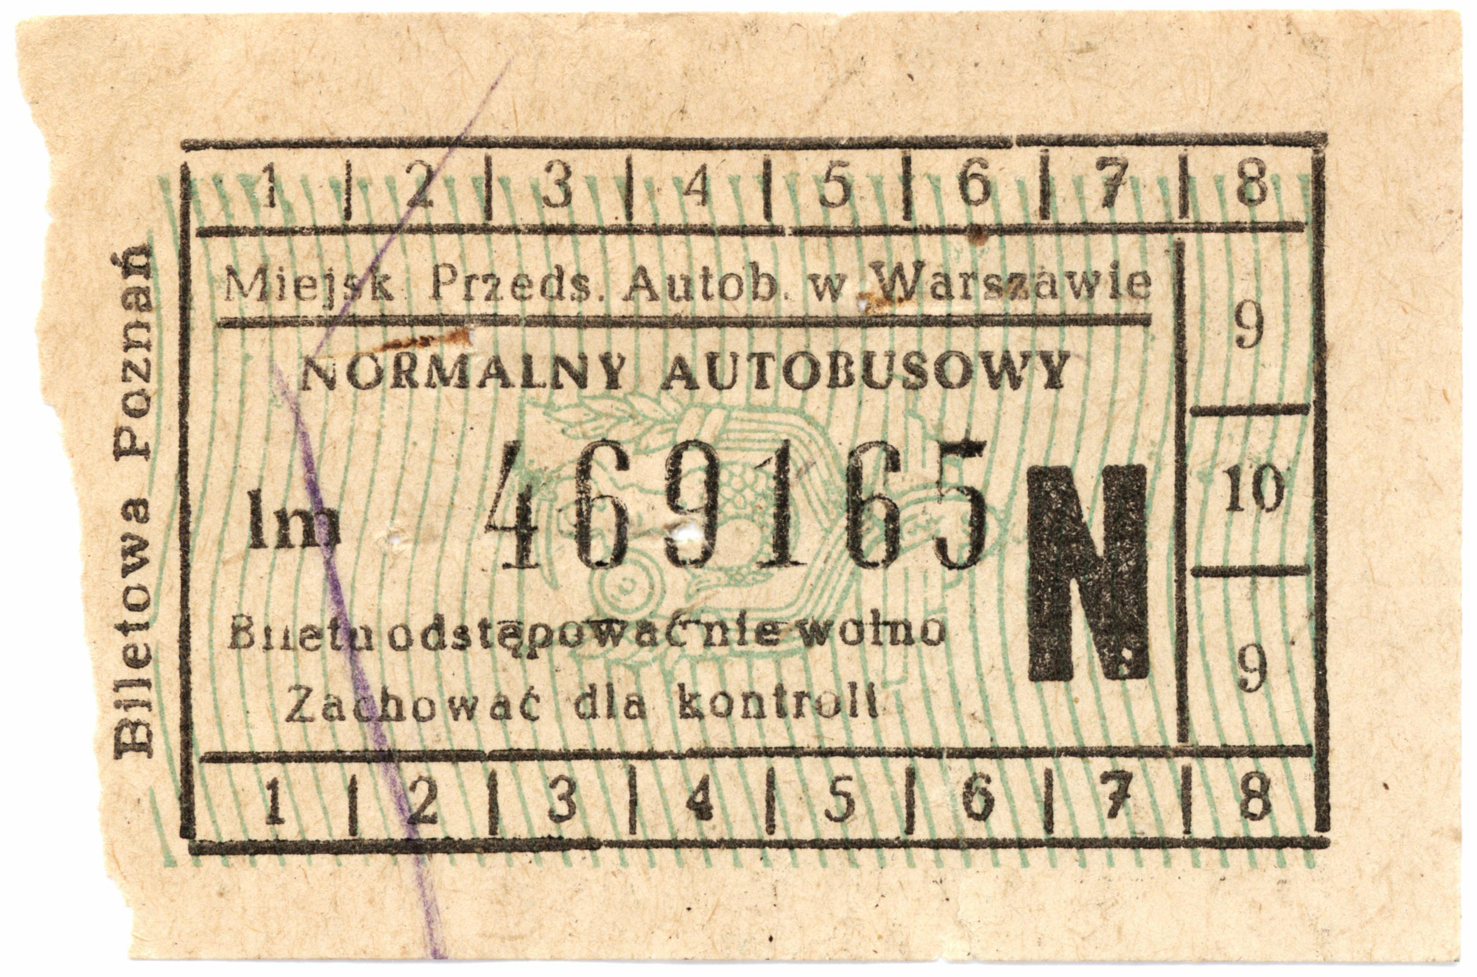 1 | 2 | 3 | 4 | 5 | 6 | 7 | 8
Miejsk. Przeds. Autob. w Warszawie
9
NORMALNY AUTOBUSOWY
Im 469165 N
10
Biletu odstępować nie wolno
9
Zachować dla kontroli
1 | 2 | 3 | 4 | 5 | 6 | 7 | 8
Biletowa Poznań